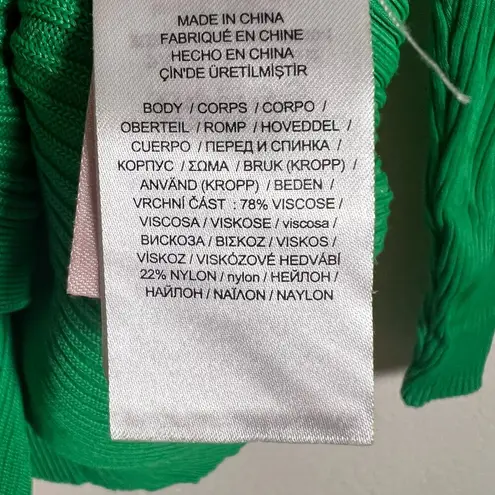 MADE IN CHINA
FABRIQUÉ EN CHINE
HECHO EN CHINA
ÇIN'DE ÜRETİLMİŞTİR
BODY / CORPS / CORPO /
OBERTEIL / ROMP / HOVEDDEL /
CUERPO / ПЕРЕД И СПИНКА /
КОРПУС / ΣΩΜΑ / BRUK (KROPP) /
ANVÄND (KROPP) / BEDEN /
VRCHNÍ ČÁST : 78% VISCOSE /
VISCOSA / VISKOSE / viscosa /
ВИСКОЗА / ΒΙΣΚΟΖ / VISKOS /
VİSKOZ / VISKÓZOVÉ HEDVÁBÍ
22% NYLON / nylon / НЕЙЛОН /
НАЙЛОН / ΝΑΪΛΟΝ / NAYLON